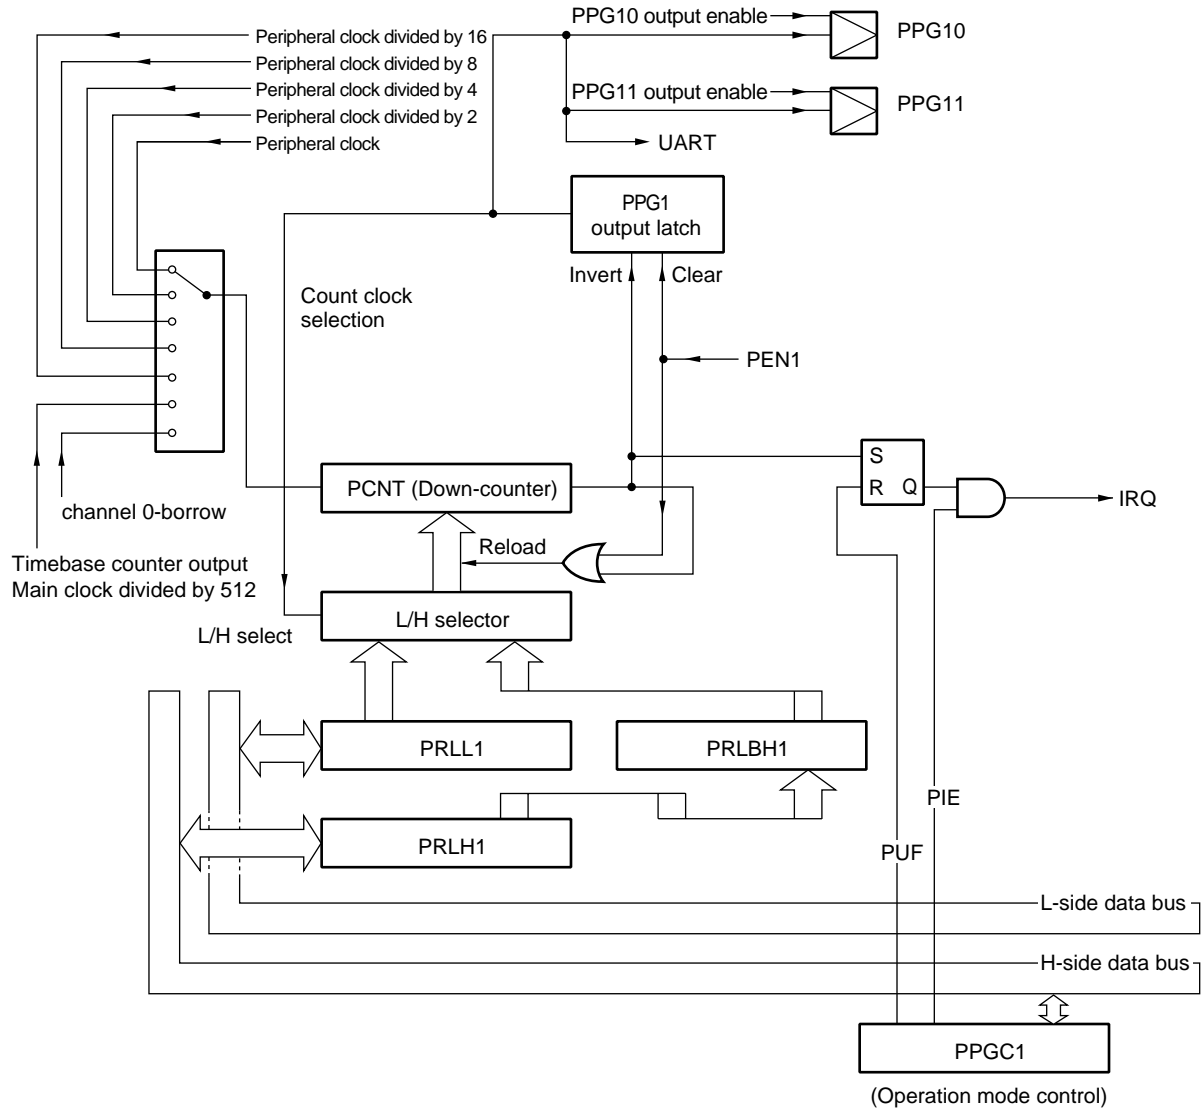 PPG10 output enable
PPG10
Peripheral clock divided by 16
Peripheral clock divided by 8
Peripheral clock divided by 4
Peripheral clock divided by 2
Peripheral clock
PPG11 output enable
PPG11
UART
PPG1
output latch
Invert
Clear
Count clock
selection
PEN1
S
R Q
PCNT (Down-counter)
IRQ
channel 0-borrow
Timebase counter output
Main clock divided by 512
Reload
L/H selector
L/H select
PRLL1
PRLBH1
PIE
PRLH1
PUF
L-side data bus
H-side data bus
PPGC1
(Operation mode control)